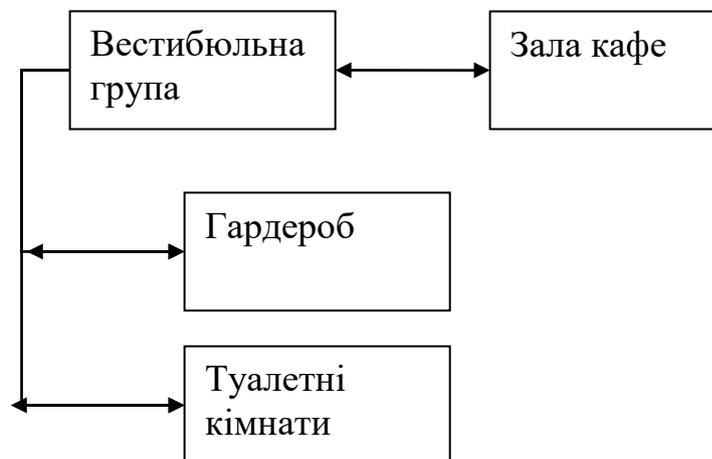 Вестибюльна
група
Зала кафе
Гардероб
Туалетні
кімнати